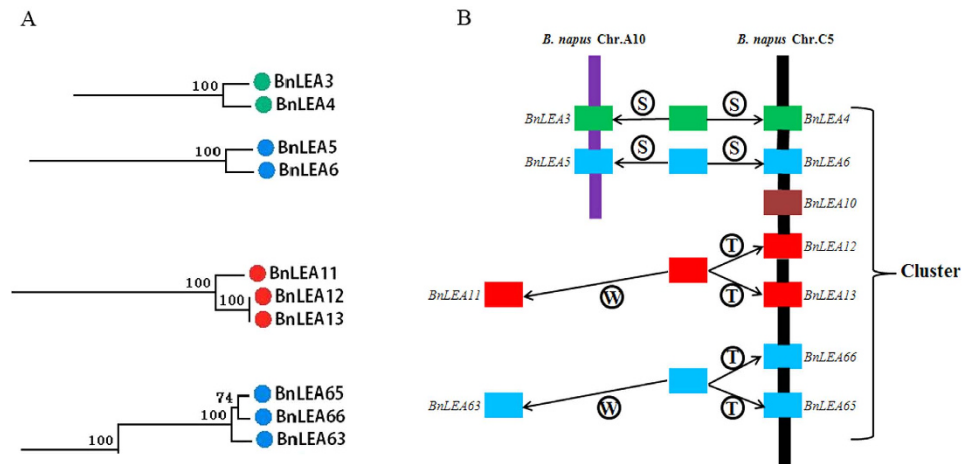 A
100
BnLEA3
BnLEA4
100
BnLEA5
BnLEA6
100
BnLEA11
100
BnLEA12
BnLEA13
100
74
100
BnLEA65
BnLEA66
BnLEA63
B
B. napus Chr.A10
B. napus Chr.C5
BnLEA3
S
S
BnLEA4
BnLEA5
S
S
BnLEA6
BnLEA10
T
BnLEA12
BnLEA11
W
T
BnLEA13
T
BnLEA66
BnLEA63
W
T
BnLEA65
Cluster